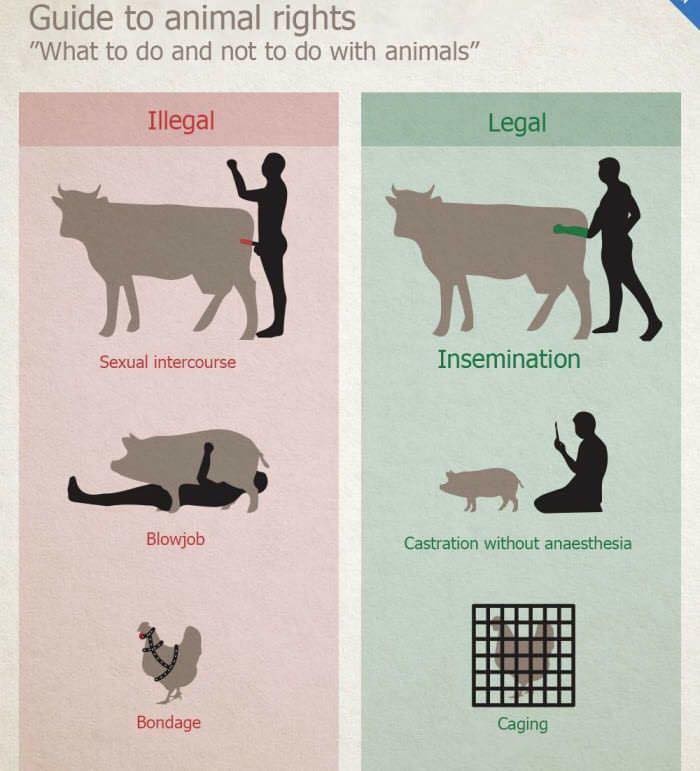 Guide to animal rights
”What to do and not to do with animals”
Illegal
Legal
Sexual intercourse
Insemination
Blowjob
Castration without anaesthesia
Bondage
Caging